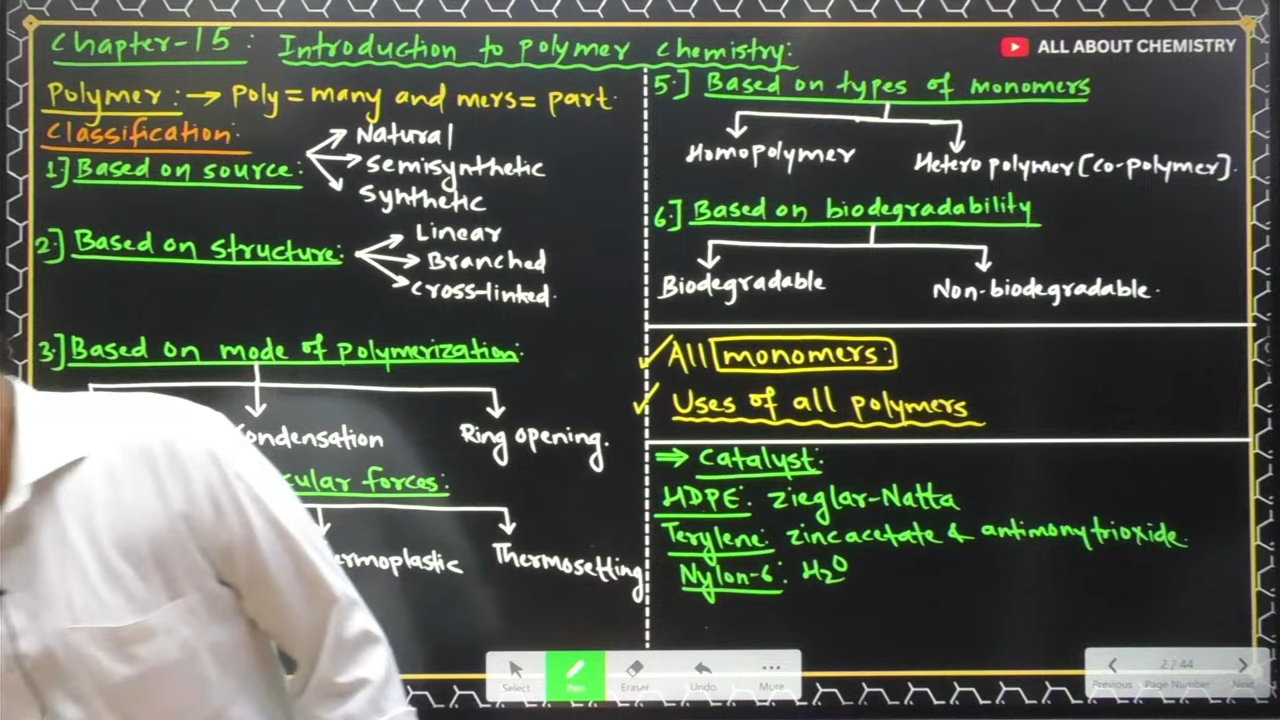 Chapter-15: Introduction to polymer chemistry:
ALL ABOUT CHEMISTRY
Polymer: → Poly = many and mers = part.
Classification:
1.] Based on source:
Natural
Semisynthetic
Synthetic
2.] Based on structure:
Linear
Branched
Cross-linked.
3.] Based on mode of polymerization:
Ring opening.
forces:
Thermosetting
5.] Based on types of monomers
Homopolymer
Hetero polymer [co-polymer].
6.] Based on biodegradability
Biodegradable
Non-biodegradable.
✓ All monomers:
✓ Uses of all polymers
⇒ Catalyst:
HDPE: zieglar-Natta
Terylene: zinc acetate & antimony trioxide.
Nylon-6: H₂O
Select
Pen
Eraser
Undo
More
Previous
2 / 44
Page Number
Next